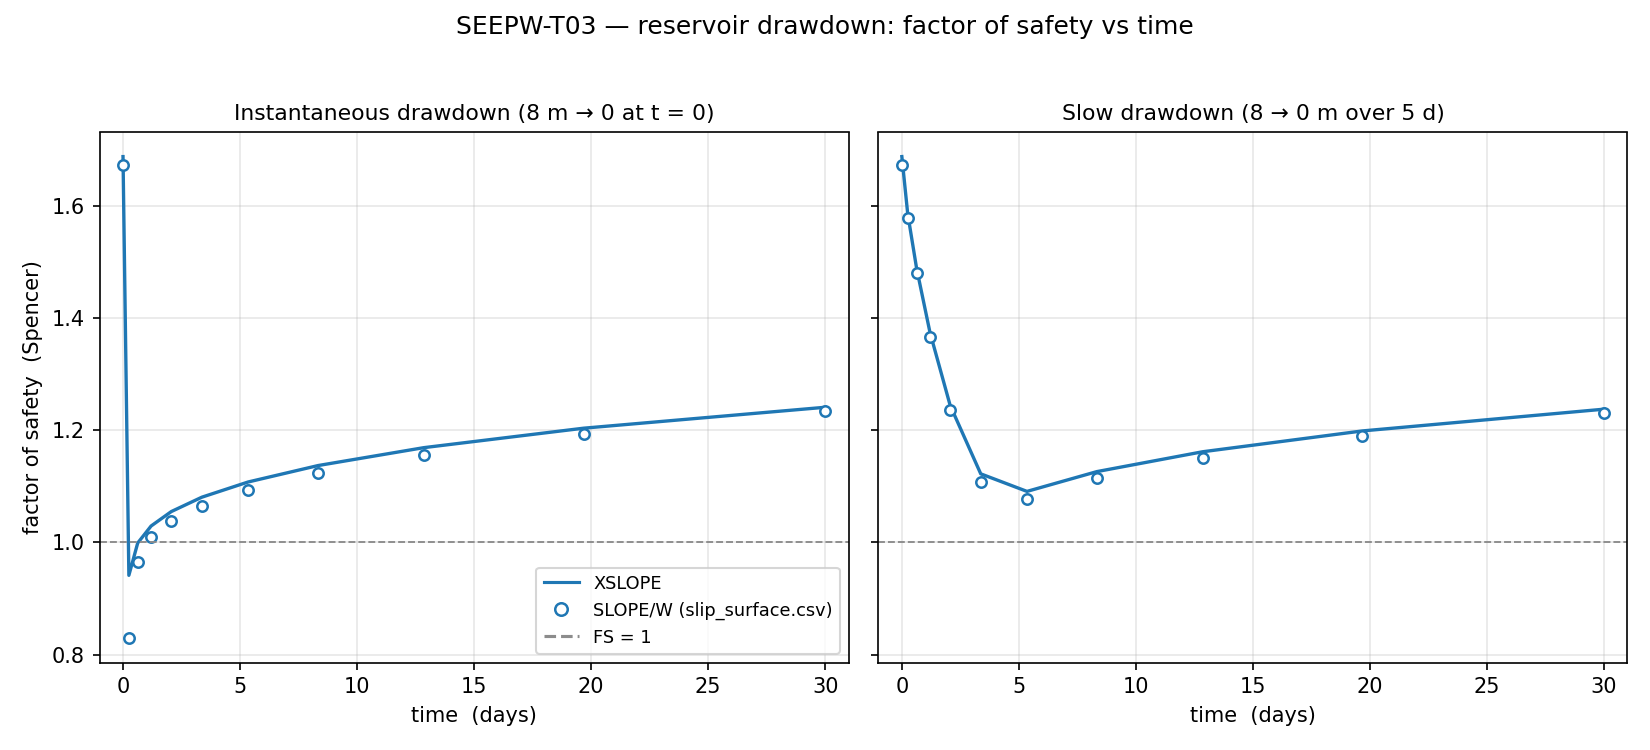 SEEPW-T03 — reservoir drawdown: factor of safety vs time
Instantaneous drawdown (8 m → 0 at t = 0)
factor of safety (Spencer)
1.6
1.4
1.2
1.0
0.8
XSLOPE
SLOPE/W (slip_surface.csv)
FS = 1
0 5 10 15 20 25 30
time (days)
Slow drawdown (8 → 0 m over 5 d)
0 5 10 15 20 25 30
time (days)